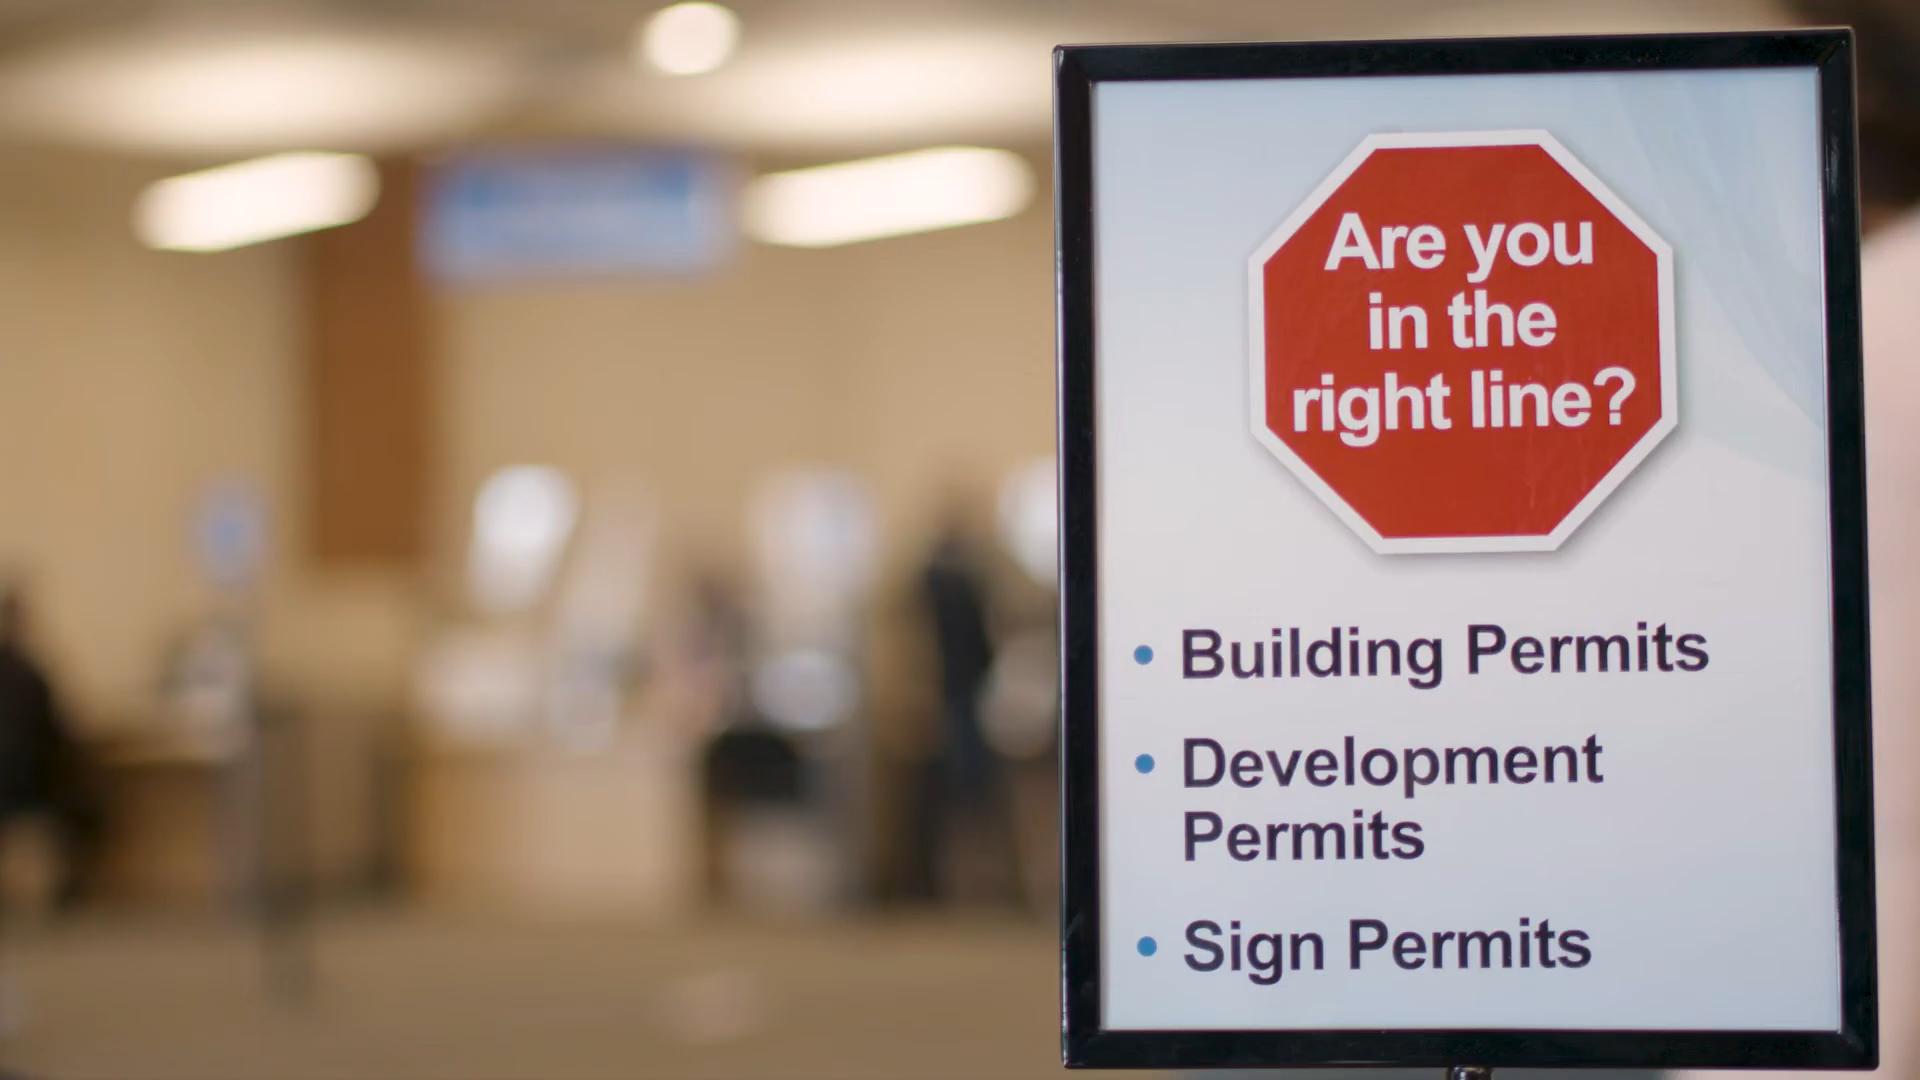 Are you
in the
right line?
• Building Permits
• Development
Permits
• Sign Permits